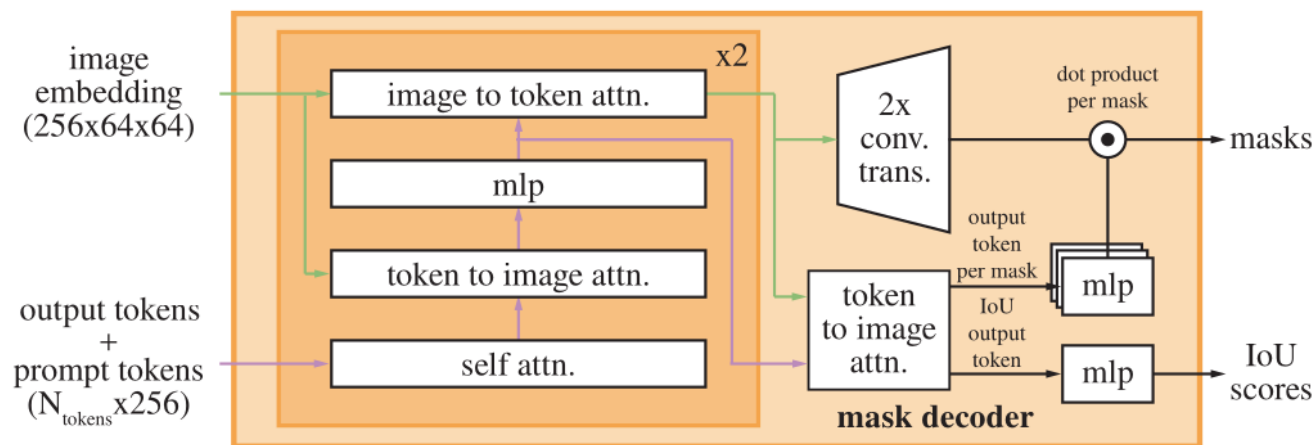 image
embedding
(256x64x64)
output tokens
+
prompt tokens
(Ntokensx256)
x2
image to token attn.
mlp
token to image attn.
self attn.
2x
conv.
trans.
dot product
per mask
masks
token
to image
attn.
output
token
per mask
mlp
IoU
output
token
mlp
IoU
scores
mask decoder